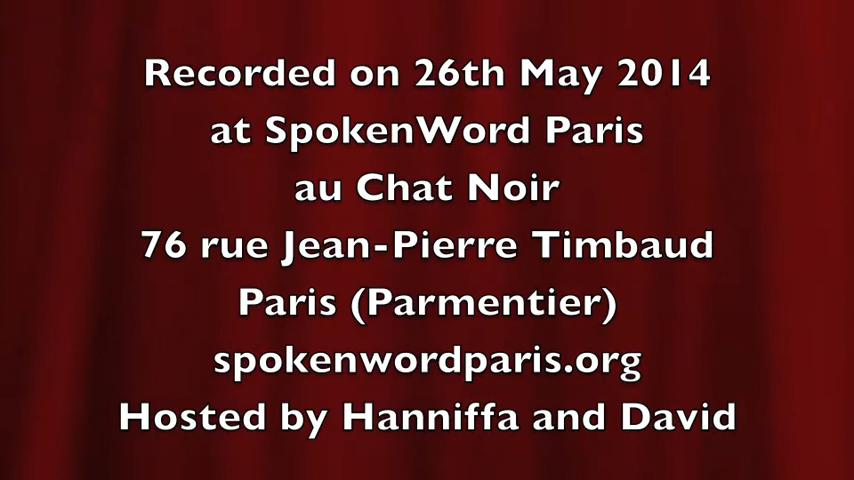 Recorded on 26th May 2014
at SpokenWord Paris
au Chat Noir
76 rue Jean-Pierre Timbaud
Paris (Parmentier)
spokenwordparis.org
Hosted by Hanniffa and David